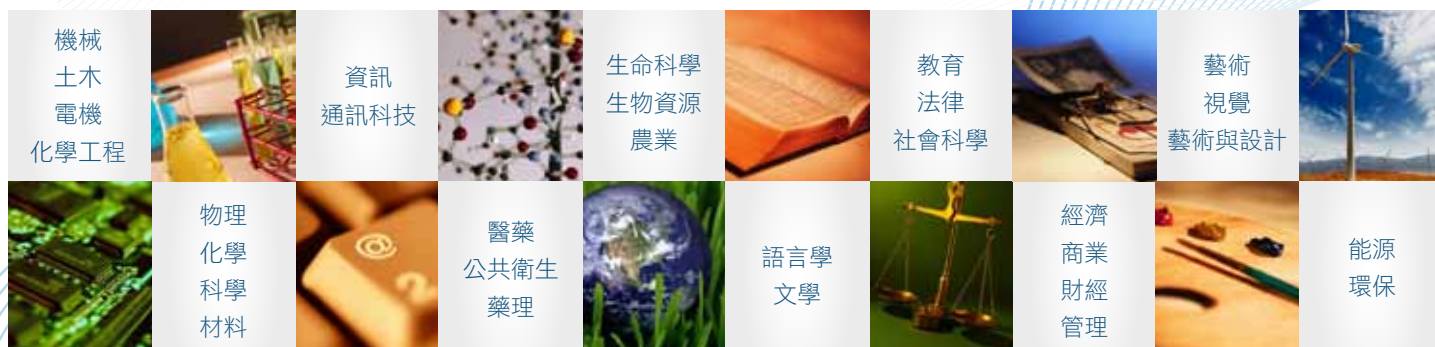 機械
土木
電機
化學工程
資訊
通訊科技
生命科學
生物資源
農業
教育
法律
社會科學
藝術
視覺
藝術與設計
物理
化學
科學
材料
@
2
醫藥
公共衛生
藥理
語言學
文學
經濟
商業
財經
管理
能源
環保